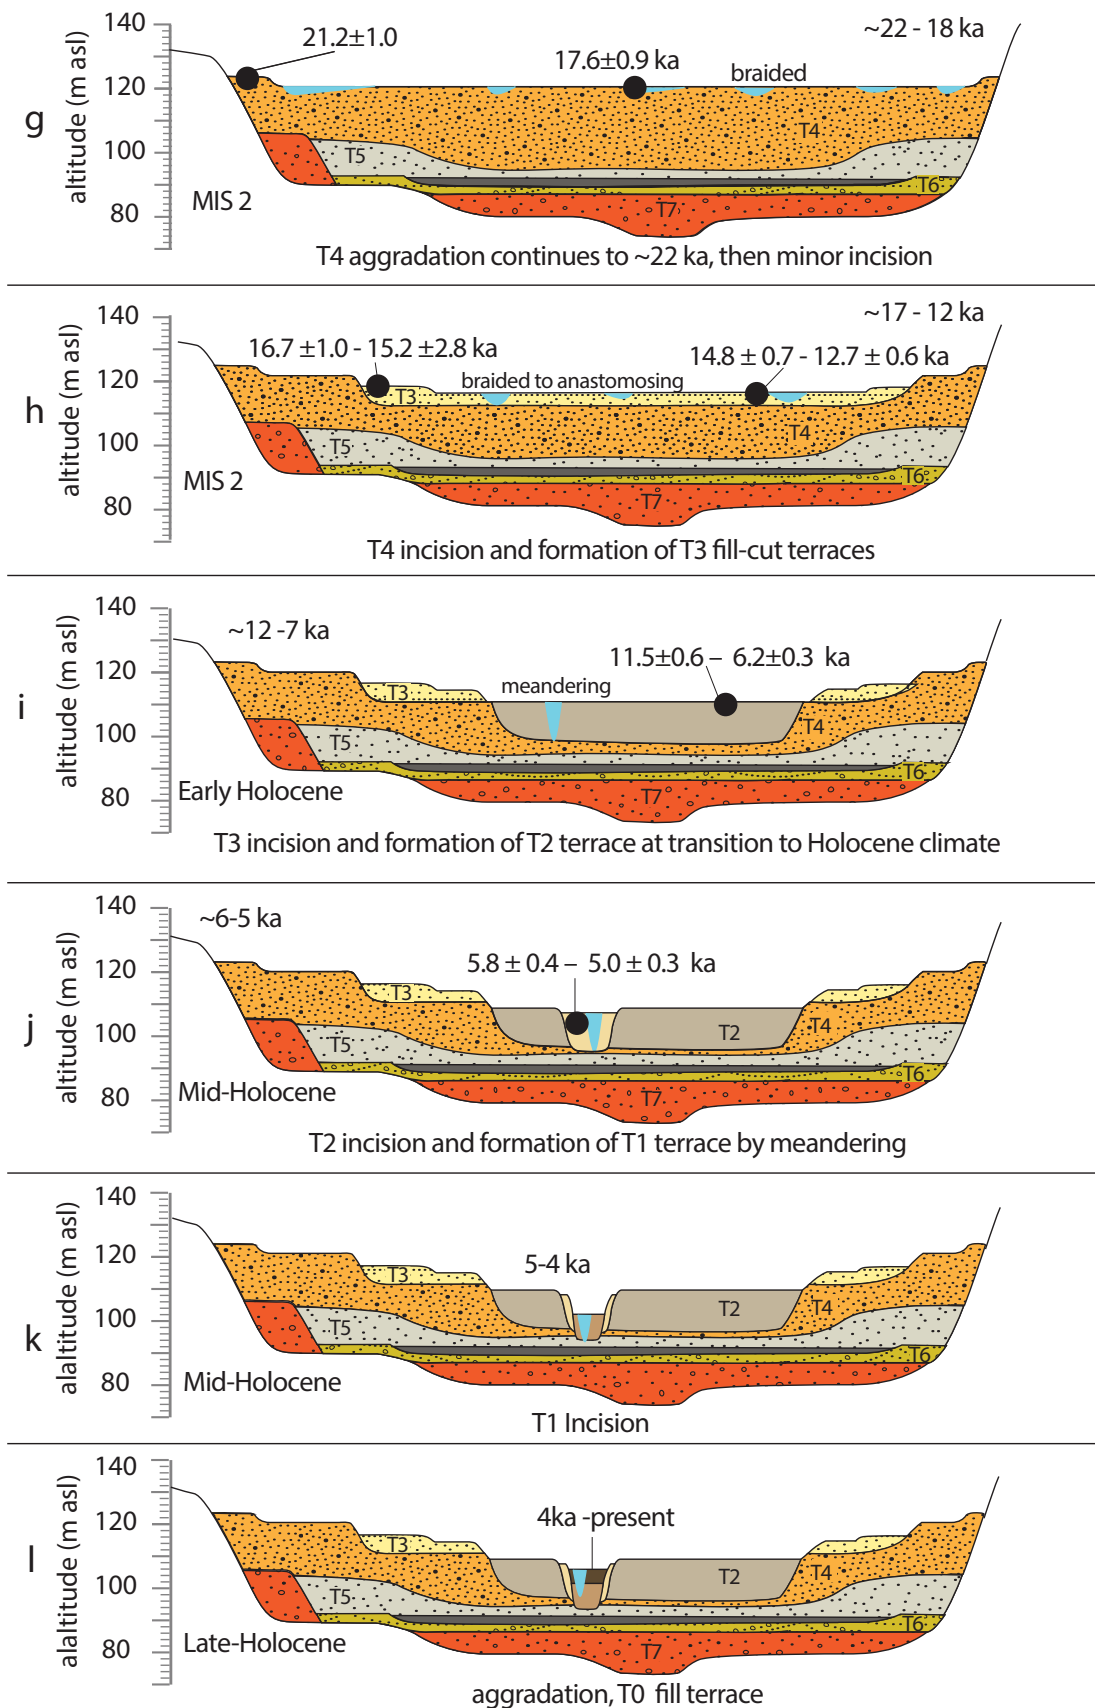 g
altitude (m asl)
140
120
100
80
21.2±1.0
17.6±0.9 ka
braided
~22 - 18 ka
T4
T5
T6
T7
MIS 2
T4 aggradation continues to ~22 ka, then minor incision
h
altitude (m asl)
140
120
100
80
~17 - 12 ka
16.7 ±1.0 - 15.2 ±2.8 ka
14.8 ± 0.7 - 12.7 ± 0.6 ka
braided to anastomosing
T3
T4
T5
T6
T7
MIS 2
T4 incision and formation of T3 fill-cut terraces
i
altitude (m asl)
140
120
100
80
~12 -7 ka
11.5±0.6 – 6.2±0.3 ka
meandering
T3
T4
T5
T6
T7
Early Holocene
T3 incision and formation of T2 terrace at transition to Holocene climate
j
altitude (m asl)
140
120
100
80
~6-5 ka
5.8 ± 0.4 – 5.0 ± 0.3 ka
T3
T2
T4
T5
T6
T7
Mid-Holocene
T2 incision and formation of T1 terrace by meandering
k
alaltitude (m asl)
140
120
100
80
5-4 ka
T3
T2
T4
T5
T6
Mid-Holocene
T1 Incision
l
alaltitude (m asl)
140
120
100
80
4ka -present
T3
T2
T4
T5
T6
T7
Late-Holocene
aggradation, T0 fill terrace